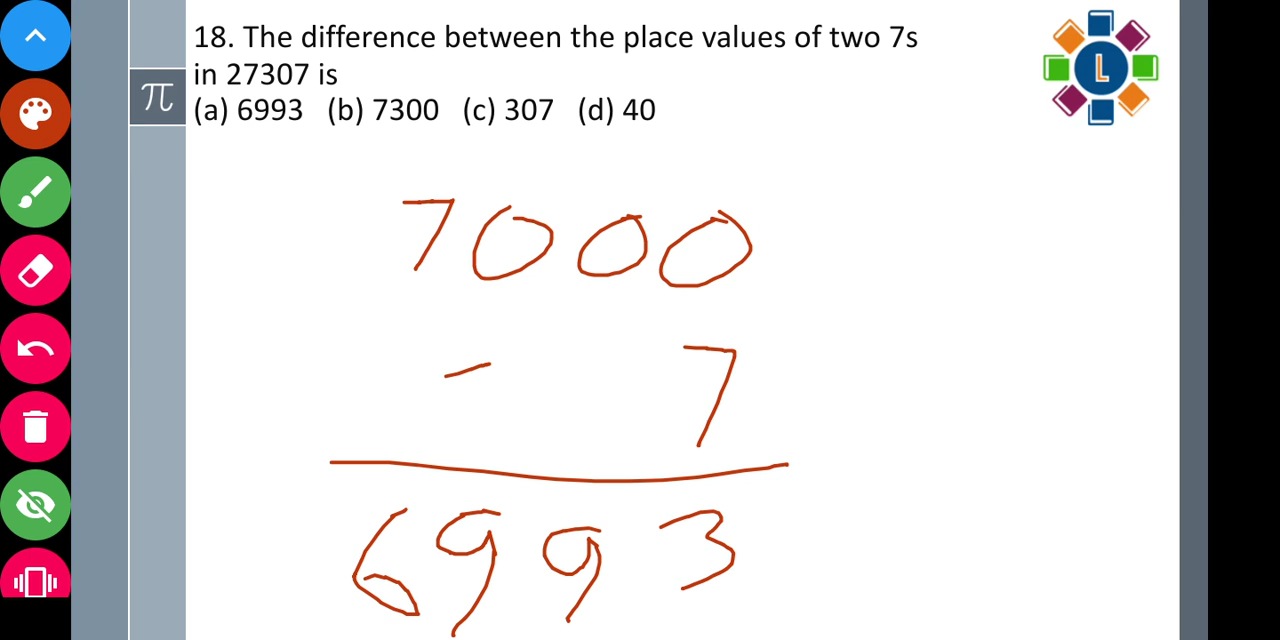 18. The difference between the place values of two 7s
in 27307 is
π
(a) 6993 (b) 7300 (c) 307 (d) 40
L
7000
- 7
6993